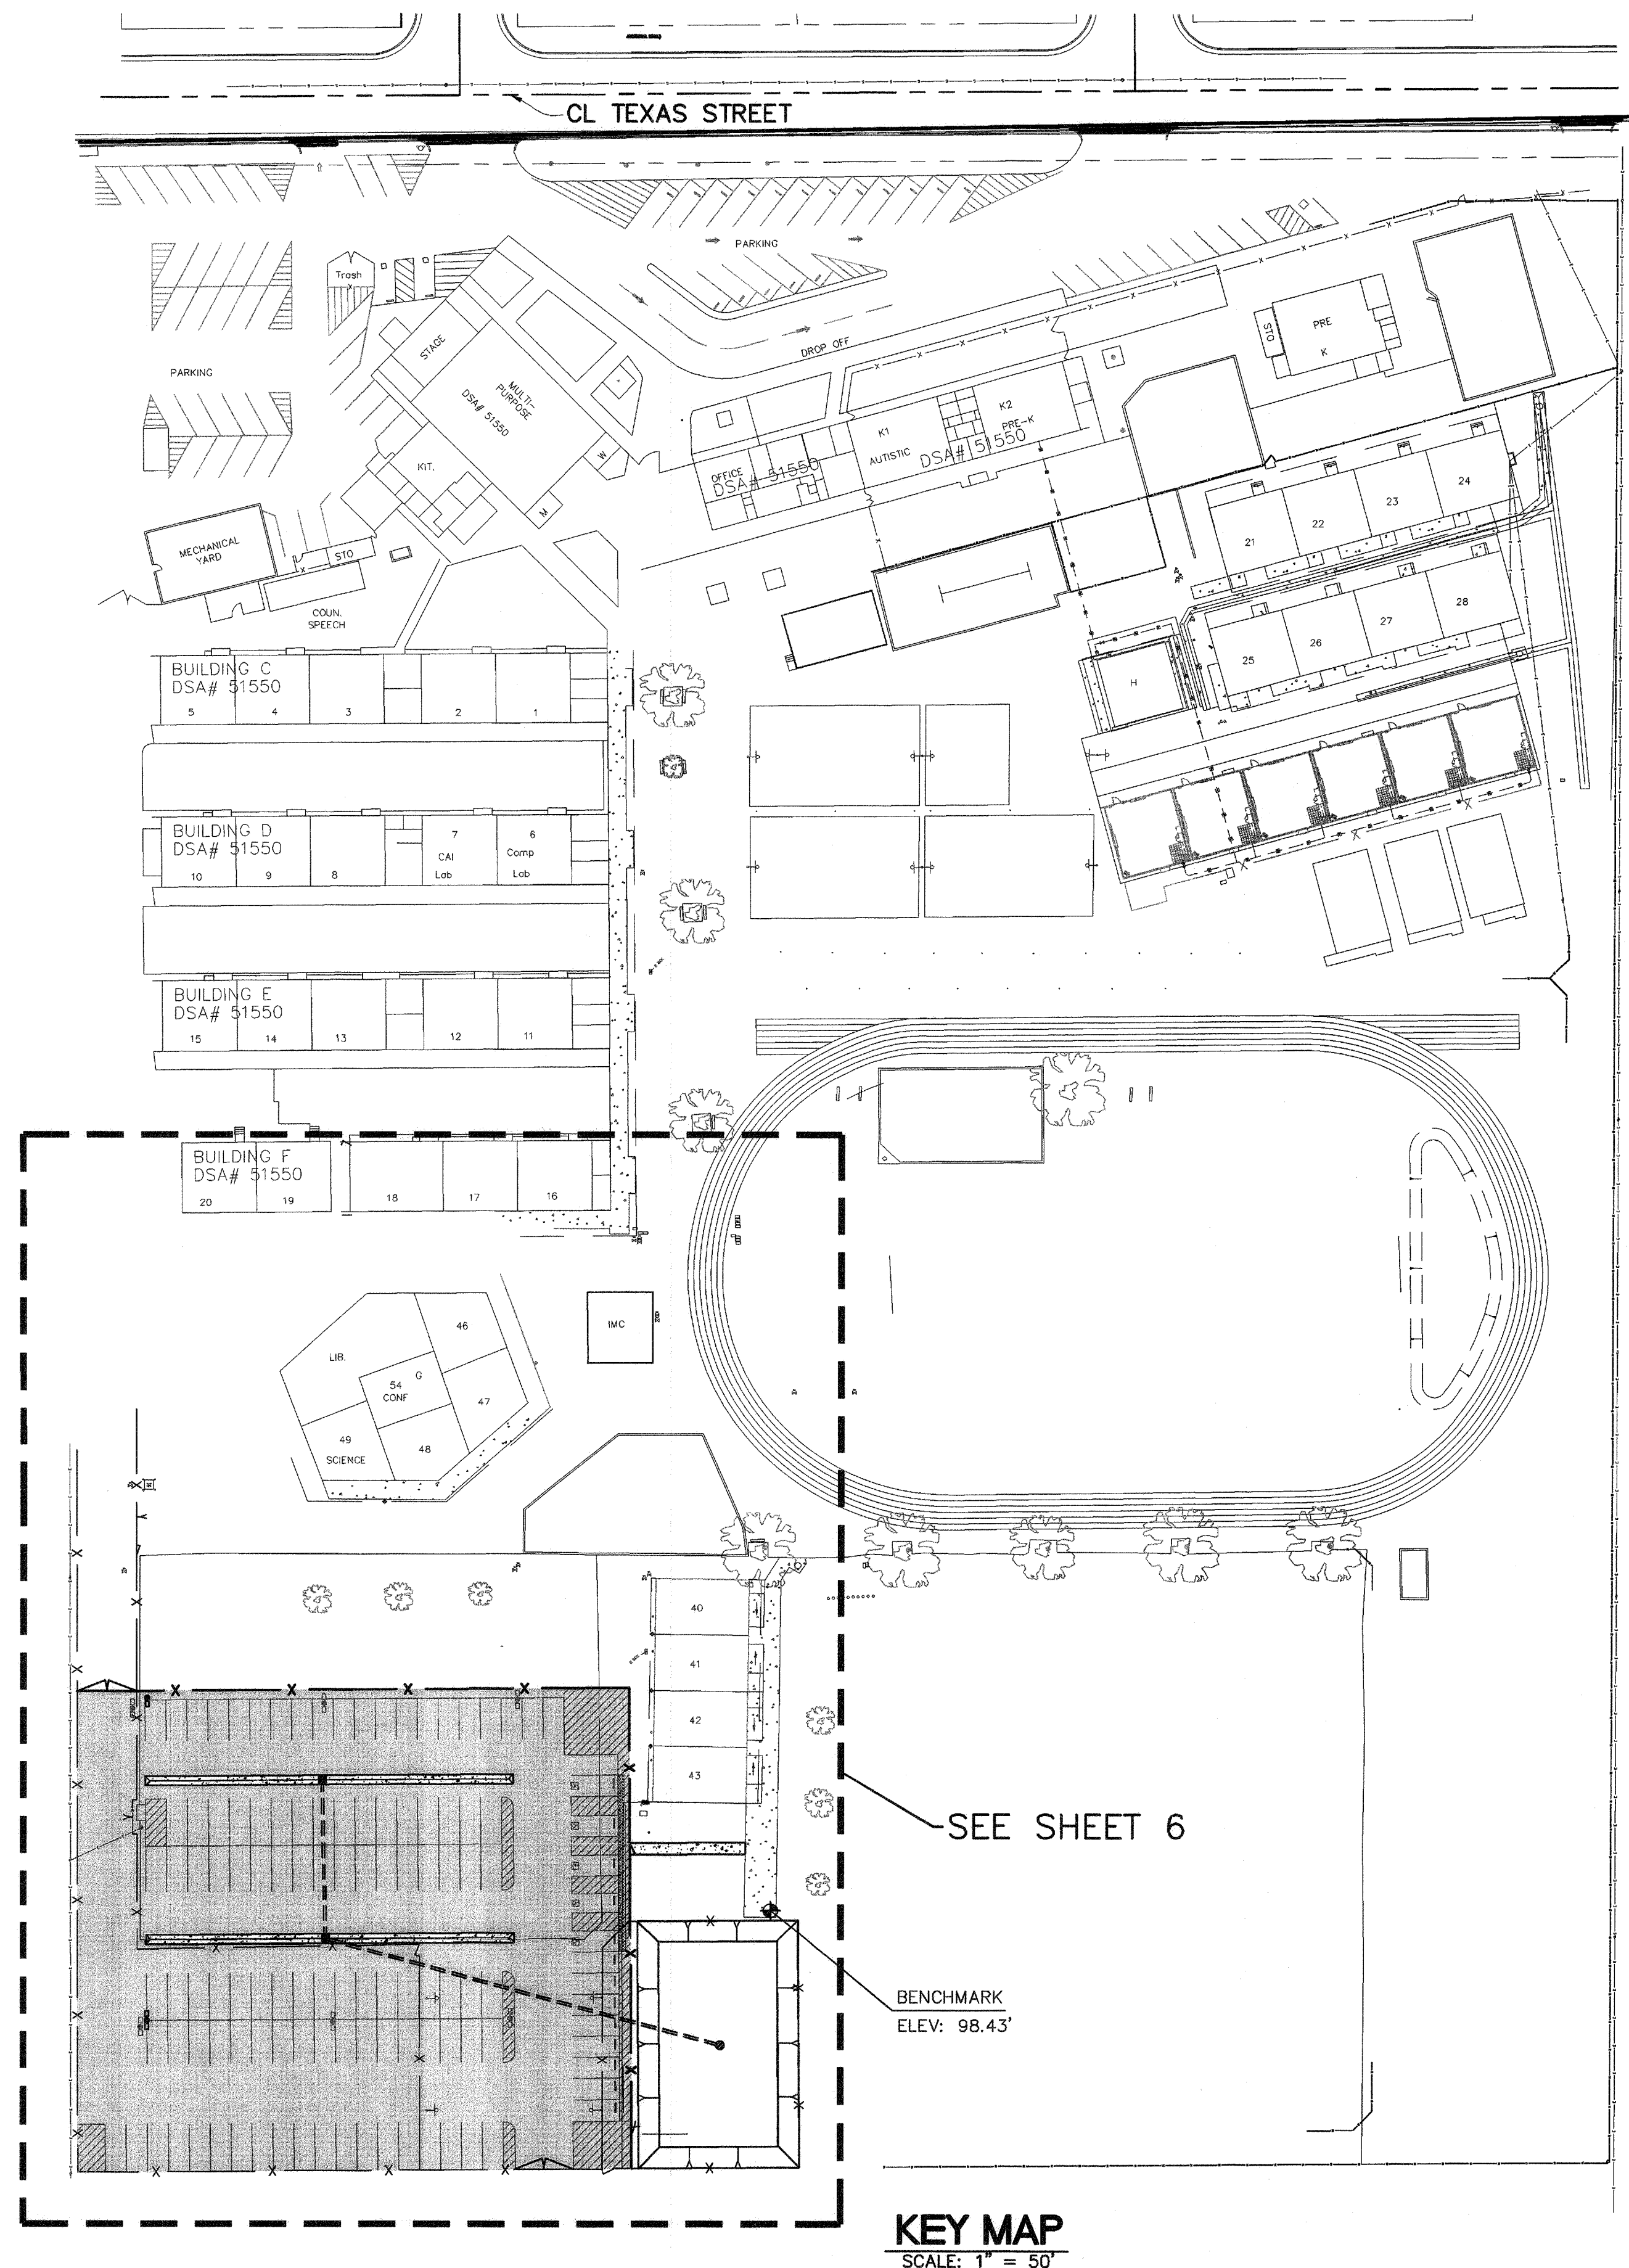 CL TEXAS STREET
PARKING
Trash
STAGE
MULTI-
PURPOSE
DSA# 51550
PARKING
DROP OFF
STO
PRE
K
K2
PRE-K
K1
AUTISTIC
DSA# 51550
OFFICE
DSA# 51550
KIT.
W
M
MECHANICAL
YARD
STO
COUN.
SPEECH
21
22
23
24
25
26
27
28
H
BUILDING C
DSA# 51550
5
4
3
2
1
BUILDING D
DSA# 51550
10
9
8
7
CAI
Lab
6
Comp
Lab
BUILDING E
DSA# 51550
15
14
13
12
11
BUILDING F
DSA# 51550
20
19
18
17
16
LIB.
46
54
G
CONF
47
49
SCIENCE
48
IMC
40
41
42
43
SEE SHEET 6
BENCHMARK
ELEV: 98.43'
KEY MAP
SCALE: 1" = 50'